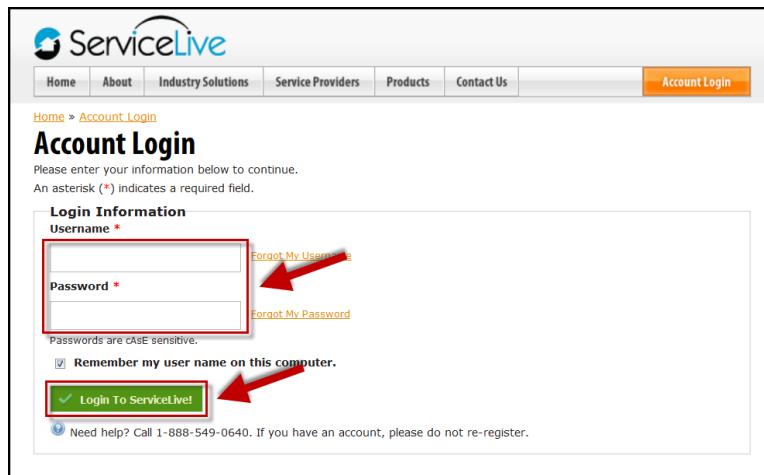 ServiceLive
Home About Industry Solutions Service Providers Products Contact Us Account Login
Home » Account Login
Account Login
Please enter your information below to continue.
An asterisk (*) indicates a required field.
Login Information
Username *
Forgot My Username
Password *
Forgot My Password
Passwords are cAsE sensitive.
Remember my user name on this computer.
Login To ServiceLive!
Need help? Call 1-888-549-0640. If you have an account, please do not re-register.